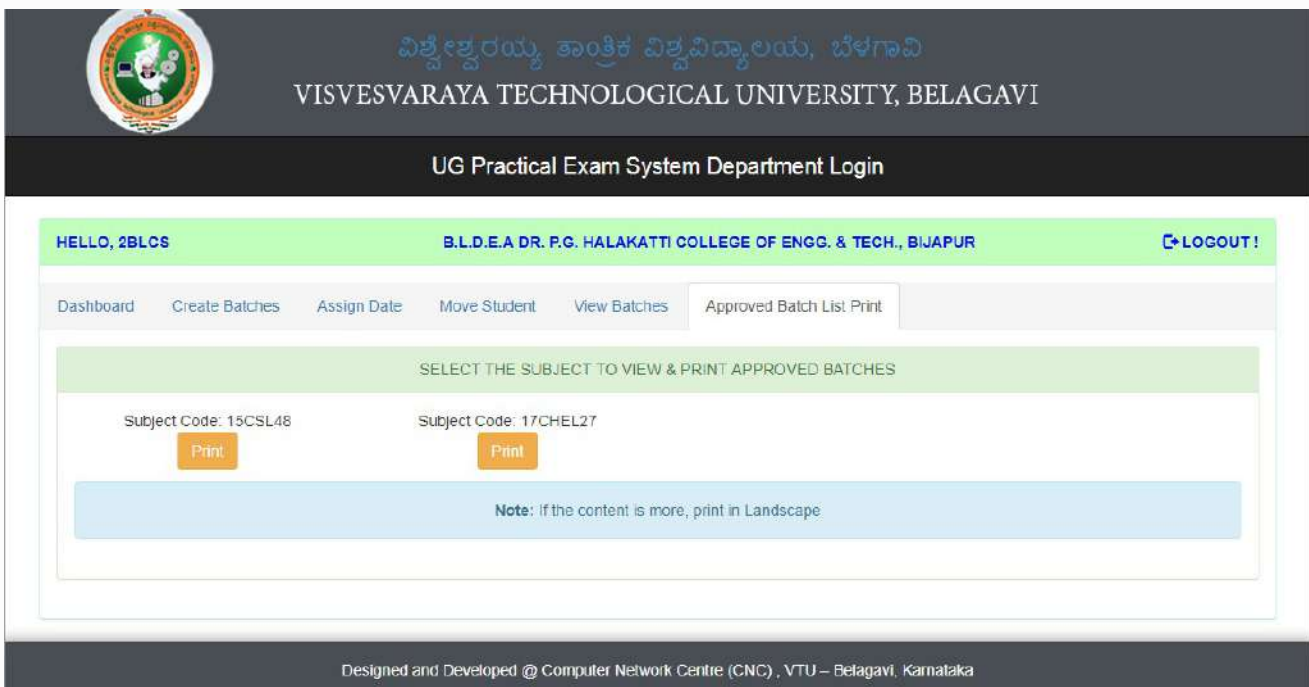 ವಿಶ್ವೇಶ್ವರಯ್ಯ ತಾಂತ್ರಿಕ ವಿಶ್ವವಿದ್ಯಾಲಯ, ಬೆಳಗಾವಿ
VISVESVARAYA TECHNOLOGICAL UNIVERSITY, BELAGAVI
UG Practical Exam System Department Login
HELLO, 2BLCS B.L.D.E.A DR. P.G. HALAKATTI COLLEGE OF ENGG. & TECH., BIJAPUR LOGOUT !
Dashboard Create Batches Assign Date Move Student View Batches Approved Batch List Print
SELECT THE SUBJECT TO VIEW & PRINT APPROVED BATCHES
Subject Code: 15CSL48 Subject Code: 17CHEL27
Print Print
Note: If the content is more, print in Landscape
Designed and Developed @ Computer Network Centre (CNC) , VTU – Belagavi, Karnataka